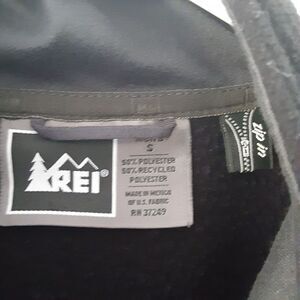 REI®
S
50% POLYESTER
50% RECYCLED
POLYESTER
MADE IN MEXICO
OF U.S. FABRIC
RN 37249
zip in